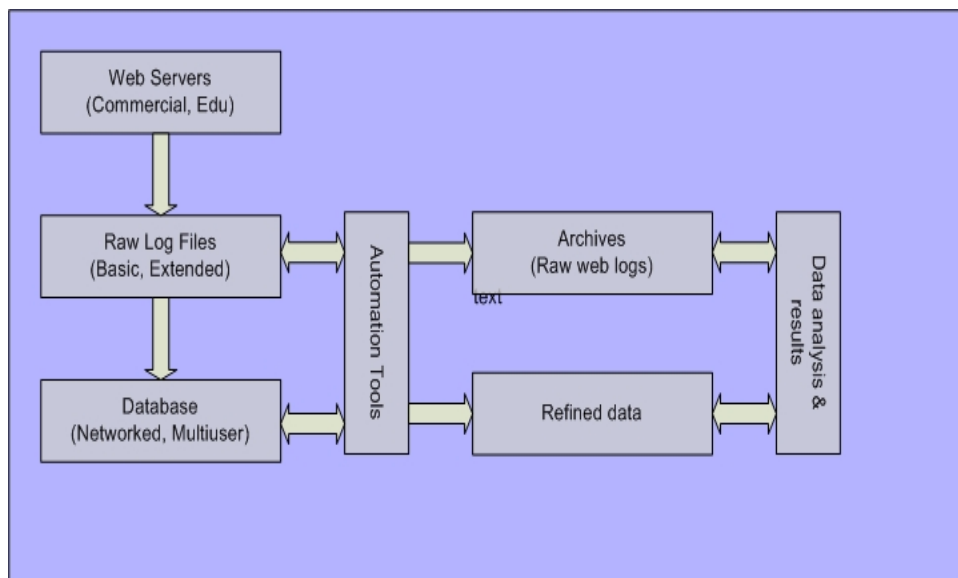 Web Servers
(Commercial, Edu)
Raw Log Files
(Basic, Extended)
Database
(Networked, Multiuser)
Automation Tools
Archives
(Raw web logs)
text
Refined data
Data analysis &
results